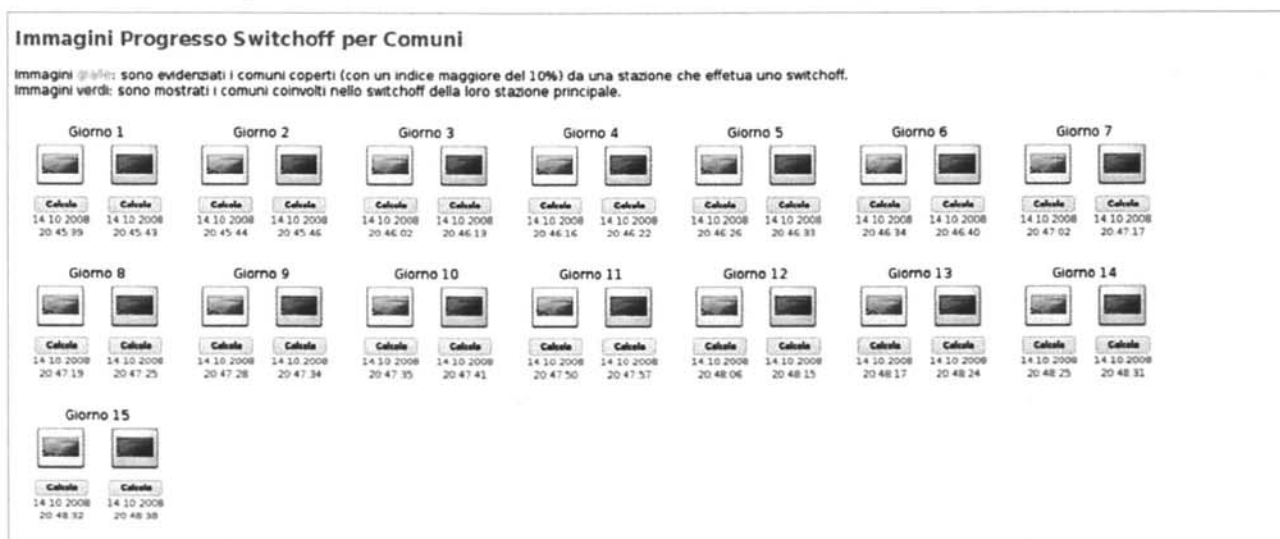 Immagini Progresso Switchoff per Comuni
Immagini gialle: sono evidenziati i comuni coperti (con un indice maggiore del 10%) da una stazione che effetua uno switchoff.
Immagini verdi: sono mostrati i comuni coinvolti nello switchoff della loro stazione principale.
Giorno 1 Giorno 2 Giorno 3 Giorno 4 Giorno 5 Giorno 6 Giorno 7
Calcola Calcola Calcola Calcola Calcola Calcola Calcola Calcola Calcola Calcola Calcola Calcola Calcola Calcola
14 10 2008 14 10 2008 14 10 2008 14 10 2008 14 10 2008 14 10 2008 14 10 2008 14 10 2008 14 10 2008 14 10 2008 14 10 2008 14 10 2008 14 10 2008 14 10 2008
20:45:39 20:45:43 20:45:44 20:45:46 20:46:02 20:46:13 20:46:16 20:46:22 20:46:26 20:46:33 20:46:34 20:46:40 20:47:02 20:47:17
Giorno 8 Giorno 9 Giorno 10 Giorno 11 Giorno 12 Giorno 13 Giorno 14
Calcola Calcola Calcola Calcola Calcola Calcola Calcola Calcola Calcola Calcola Calcola Calcola Calcola Calcola
14 10 2008 14 10 2008 14 10 2008 14 10 2008 14 10 2008 14 10 2008 14 10 2008 14 10 2008 14 10 2008 14 10 2008 14 10 2008 14 10 2008 14 10 2008 14 10 2008
20:47:19 20:47:25 20:47:28 20:47:34 20:47:35 20:47:41 20:47:50 20:47:57 20:48:06 20:48:15 20:48:17 20:48:24 20:48:25 20:48:31
Giorno 15
Calcola Calcola
14 10 2008 14 10 2008
20:48:32 20:48:38